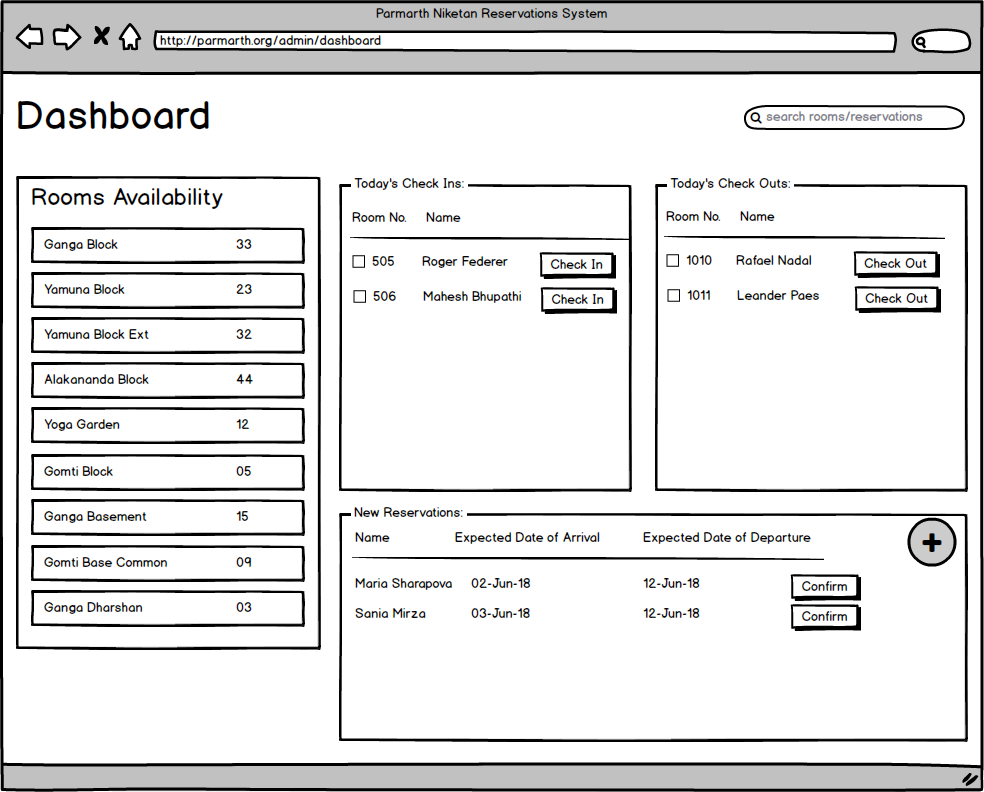 Parmarth Niketan Reservations System
http://parmarth.org/admin/dashboard
Dashboard
search rooms/reservations
Rooms Availability
Ganga Block 33
Yamuna Block 23
Yamuna Block Ext 32
Alakananda Block 44
Yoga Garden 12
Gomti Block 05
Ganga Basement 15
Gomti Base Common 09
Ganga Dharshan 03
Today's Check Ins:
Room No. Name
505 Roger Federer Check In
506 Mahesh Bhupathi Check In
Today's Check Outs:
Room No. Name
1010 Rafael Nadal Check Out
1011 Leander Paes Check Out
New Reservations:
Name Expected Date of Arrival Expected Date of Departure
Maria Sharapova 02-Jun-18 12-Jun-18 Confirm
Sania Mirza 03-Jun-18 12-Jun-18 Confirm